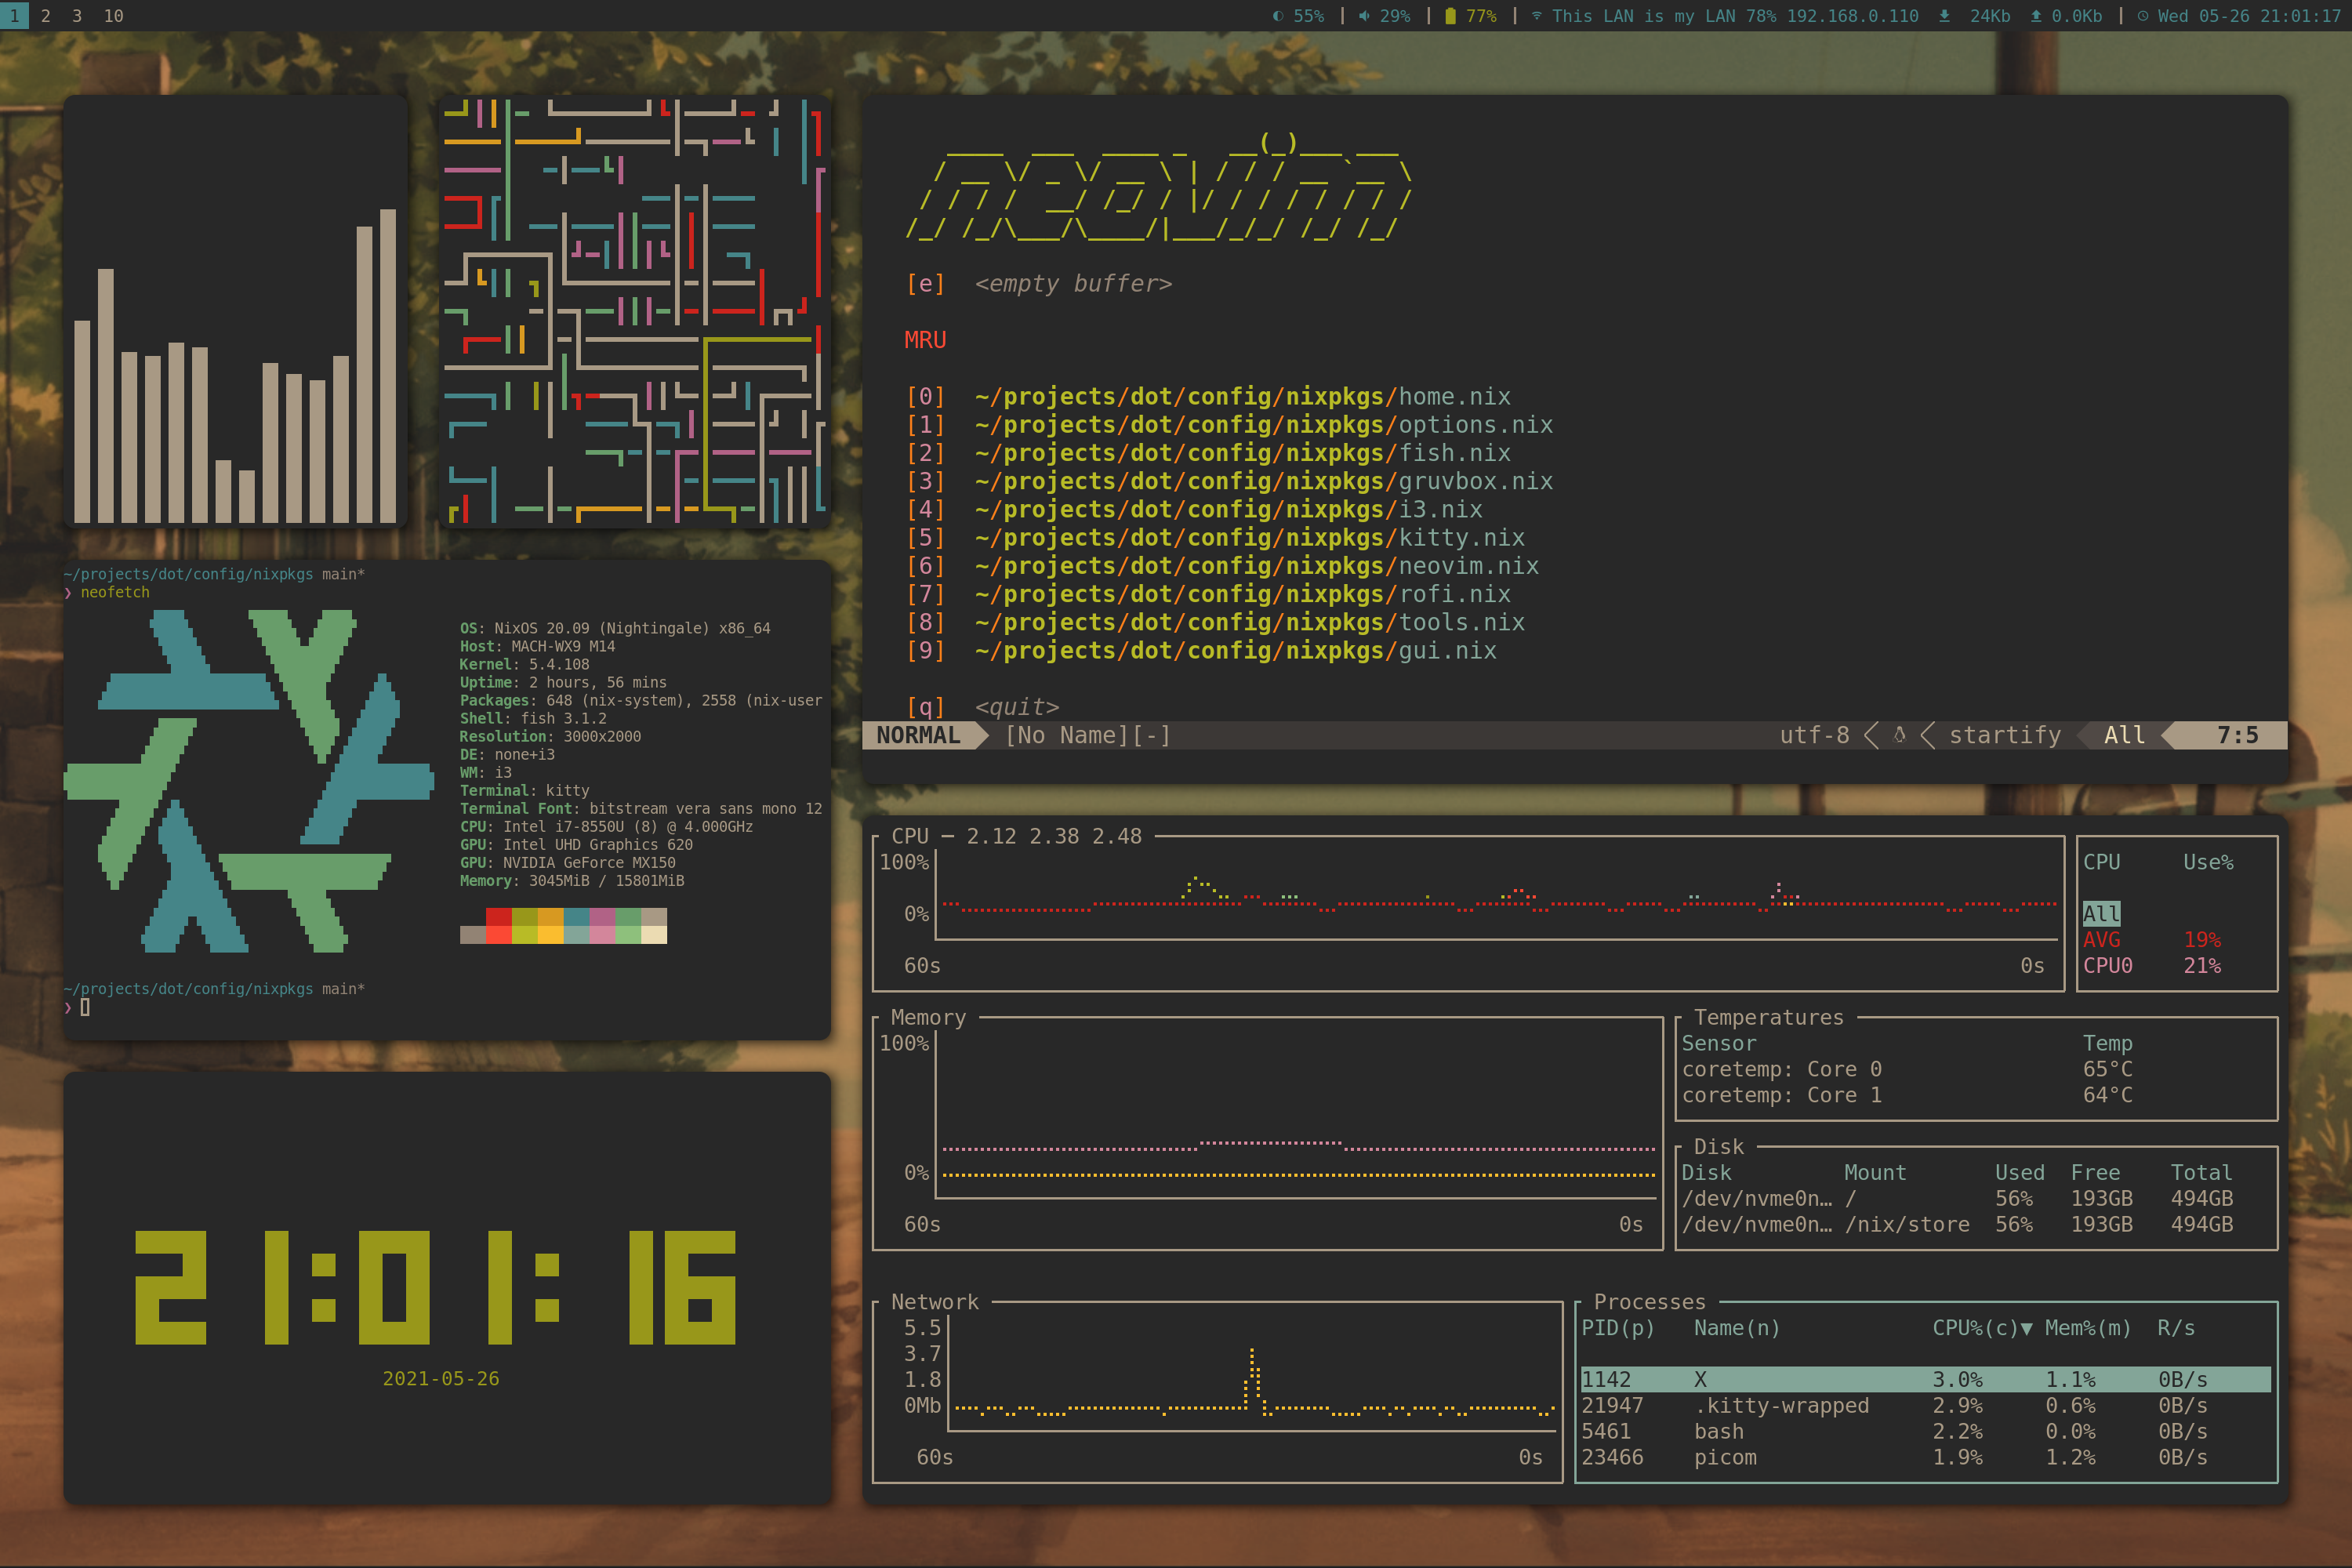 1 2 3 10
55% | 29% | 77% | This LAN is my LAN 78% 192.168.0.110 24Kb 0.0Kb | Wed 05-26 21:01:17
~/projects/dot/config/nixpkgs main*
❯ neofetch
OS: NixOS 20.09 (Nightingale) x86_64
Host: MACH-WX9 M14
Kernel: 5.4.108
Uptime: 2 hours, 56 mins
Packages: 648 (nix-system), 2558 (nix-user
Shell: fish 3.1.2
Resolution: 3000x2000
DE: none+i3
WM: i3
Terminal: kitty
Terminal Font: bitstream vera sans mono 12
CPU: Intel i7-8550U (8) @ 4.000GHz
GPU: Intel UHD Graphics 620
GPU: NVIDIA GeForce MX150
Memory: 3045MiB / 15801MiB
~/projects/dot/config/nixpkgs main*
❯
21:01:16
2021-05-26
neovim
[e] <empty buffer>
MRU
[0] ~/projects/dot/config/nixpkgs/home.nix
[1] ~/projects/dot/config/nixpkgs/options.nix
[2] ~/projects/dot/config/nixpkgs/fish.nix
[3] ~/projects/dot/config/nixpkgs/gruvbox.nix
[4] ~/projects/dot/config/nixpkgs/i3.nix
[5] ~/projects/dot/config/nixpkgs/kitty.nix
[6] ~/projects/dot/config/nixpkgs/neovim.nix
[7] ~/projects/dot/config/nixpkgs/rofi.nix
[8] ~/projects/dot/config/nixpkgs/tools.nix
[9] ~/projects/dot/config/nixpkgs/gui.nix
[q] <quit>
NORMAL [No Name][-] utf-8 startify All 7:5
CPU — 2.12 2.38 2.48
100%
0%
60s 0s
CPU Use%
All
AVG 19%
CPU0 21%
Memory
100%
0%
60s 0s
Temperatures
Sensor Temp
coretemp: Core 0 65°C
coretemp: Core 1 64°C
Disk
Disk Mount Used Free Total
/dev/nvme0n… / 56% 193GB 494GB
/dev/nvme0n… /nix/store 56% 193GB 494GB
Network
5.5
3.7
1.8
0Mb
60s 0s
Processes
PID(p) Name(n) CPU%(c)▼ Mem%(m) R/s
1142 X 3.0% 1.1% 0B/s
21947 .kitty-wrapped 2.9% 0.6% 0B/s
5461 bash 2.2% 0.0% 0B/s
23466 picom 1.9% 1.2% 0B/s